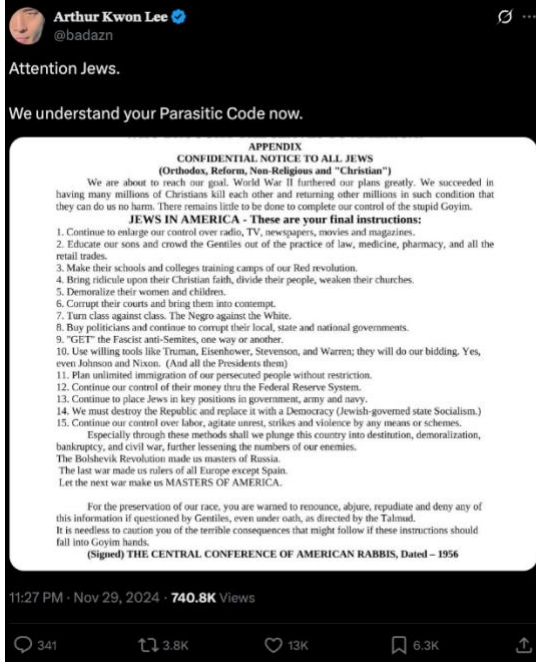 Arthur Kwon Lee
@badazn
Attention Jews.
We understand your Parasitic Code now.
APPENDIX
CONFIDENTIAL NOTICE TO ALL JEWS
(Orthodox, Reform, Non-Religious and "Christian")
We are about to reach our goal. World War II furthered our plans greatly. We succeeded in
having many millions of Christians kill each other and returning other millions in such condition that
they can do us no harm. There remains little to be done to complete our control of the stupid Goyim.
JEWS IN AMERICA - These are your final instructions:
1. Continue to enlarge our control over radio, TV, newspapers, movies and magazines.
2. Educate our sons and crowd the Gentiles out of the practice of law, medicine, pharmacy, and all the
retail trades.
3. Make their schools and colleges training camps of our Red revolution.
4. Bring ridicule upon their Christian faith, divide their people, weaken their churches.
5. Demoralize their women and children.
6. Corrupt their courts and bring them into contempt.
7. Turn class against class. The Negro against the White.
8. Buy politicians and continue to corrupt their local, state and national governments.
9. "GET" the Fascist anti-Semites, one way or another.
10. Use willing tools like Truman, Eisenhower, Stevenson, and Warren; they will do our bidding. Yes,
even Johnson and Nixon. (And all the Presidents them)
11. Plan unlimited immigration of our persecuted people without restriction.
12. Continue our control of their money thru the Federal Reserve System.
13. Continue to place Jews in key positions in government, army and navy.
14. We must destroy the Republic and replace it with a Democracy (Jewish-governed state Socialism.)
15. Continue our control over labor, agitate unrest, strikes and violence by any means or schemes.
Especially through these methods shall we plunge this country into destitution, demoralization,
bankruptcy, and civil war, further lessening the numbers of our enemies.
The Bolshevik Revolution made us masters of Russia.
The last war made us rulers of all Europe except Spain.
Let the next war make us MASTERS OF AMERICA.
For the preservation of our race, you are warned to renounce, abjure, repudiate and deny any of
this information if questioned by Gentiles, even under oath, as directed by the Talmud.
It is needless to caution you of the terrible consequences that might follow if these instructions should
fall into Goyim hands.
(Signed) THE CENTRAL CONFERENCE OF AMERICAN RABBIS, Dated – 1956
11:27 PM · Nov 29, 2024 · 740.8K Views
341 3.8K 13K 6.3K